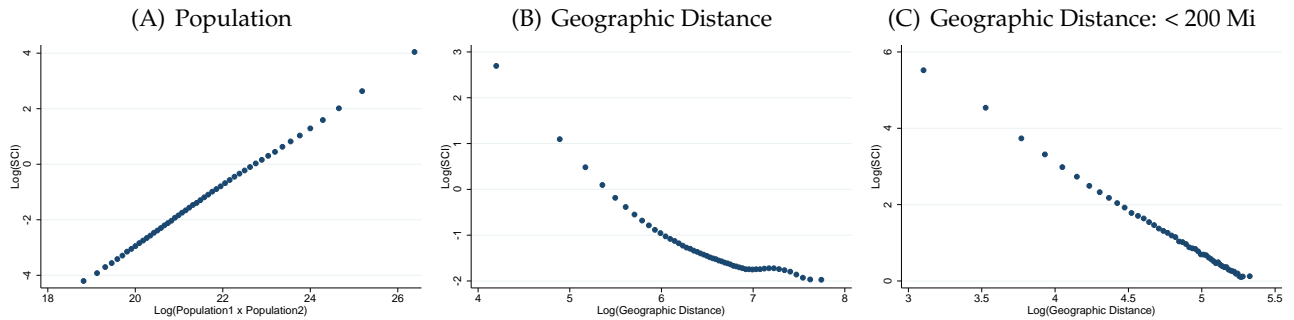 (A) Population
4
2
0
-2
-4
Log(SCI)
18 20 22 24 26
Log(Population1 x Population2)
(B) Geographic Distance
3
2
1
0
-1
-2
Log(SCI)
4 5 6 7 8
Log(Geographic Distance)
(C) Geographic Distance: < 200 Mi
6
4
2
0
Log(SCI)
3 3.5 4 4.5 5 5.5
Log(Geographic Distance)